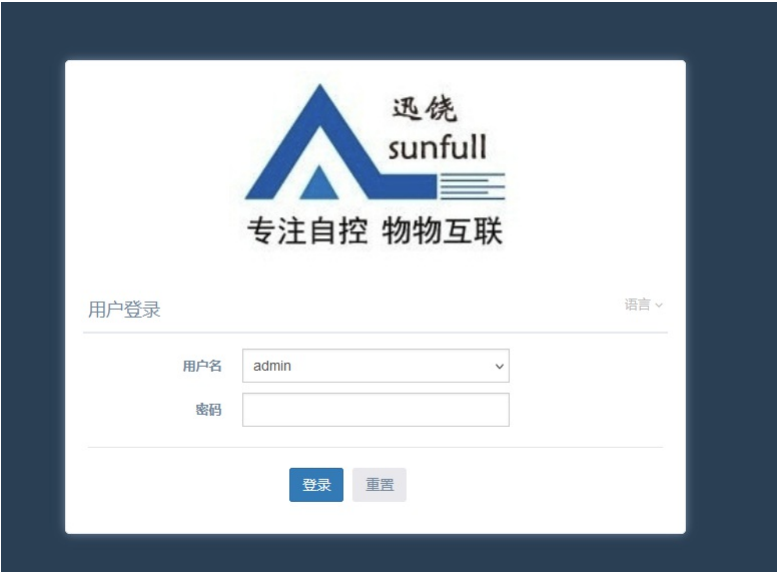 迅饶
sunfull
专注自控 物物互联
用户登录
语言
用户名
admin
密码
登录
重置